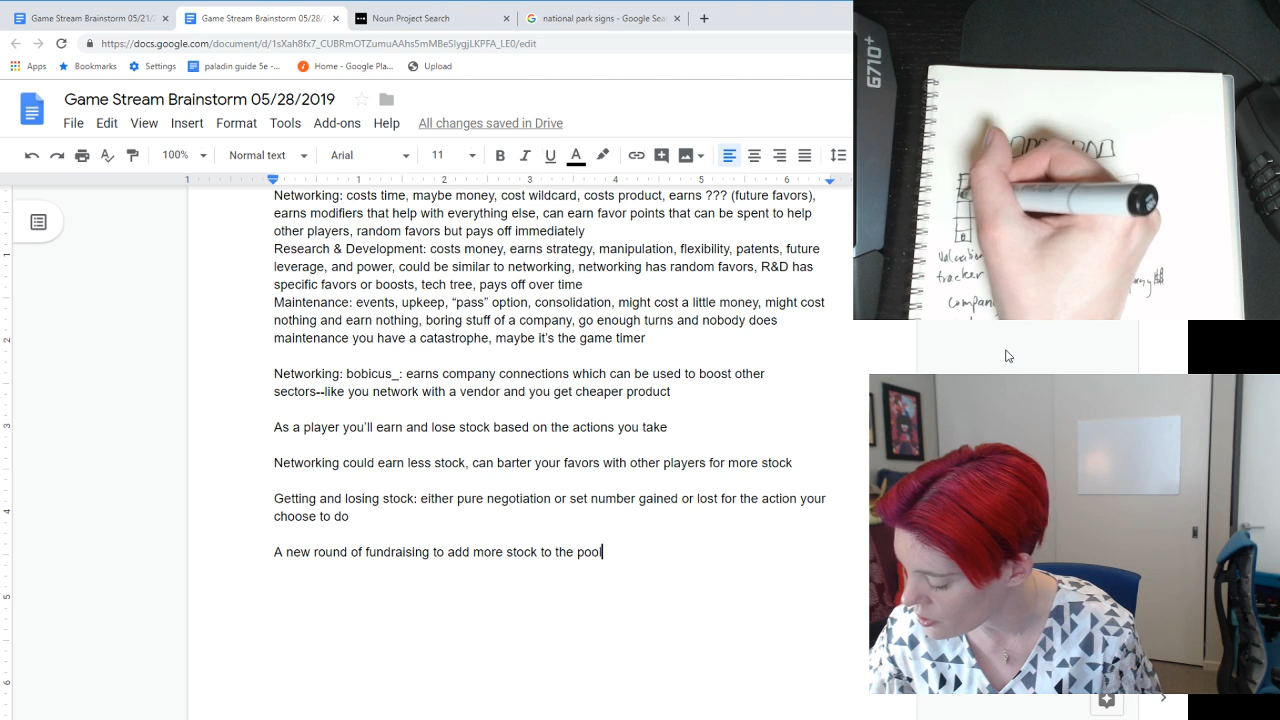 Game Stream Brainstorm 05/21/
Game Stream Brainstorm 05/28/
Noun Project Search
national park signs - Google Sea
https://docs.google.com/document/d/1sXah8fx7_CUBRmOTZumuAAhs5mMBeSlygjLKPFA_LE0/edit
Apps
Bookmarks
Settings
paladin guide 5e -...
Home - Google Pla...
Upload
Game Stream Brainstorm 05/28/2019
File Edit View Insert Format Tools Add-ons Help All changes saved in Drive
100% Normal text Arial 11 B I U A
1 1 2 3 4 5 6
Networking: costs time, maybe money, cost wildcard, costs product, earns ??? (future favors),
earns modifiers that help with everything else, can earn favor points that can be spent to help
other players, random favors but pays off immediately
Research & Development: costs money, earns strategy, manipulation, flexibility, patents, future
leverage, and power, could be similar to networking, networking has random favors, R&D has
specific favors or boosts, tech tree, pays off over time
Maintenance: events, upkeep, “pass” option, consolidation, might cost a little money, might cost
nothing and earn nothing, boring stuff of a company, go enough turns and nobody does
maintenance you have a catastrophe, maybe it’s the game timer
Networking: bobicus_: earns company connections which can be used to boost other
sectors--like you network with a vendor and you get cheaper product
As a player you’ll earn and lose stock based on the actions you take
Networking could earn less stock, can barter your favors with other players for more stock
Getting and losing stock: either pure negotiation or set number gained or lost for the action your
choose to do
A new round of fundraising to add more stock to the pool
1
2
3
4
5
6
G710+
tracker